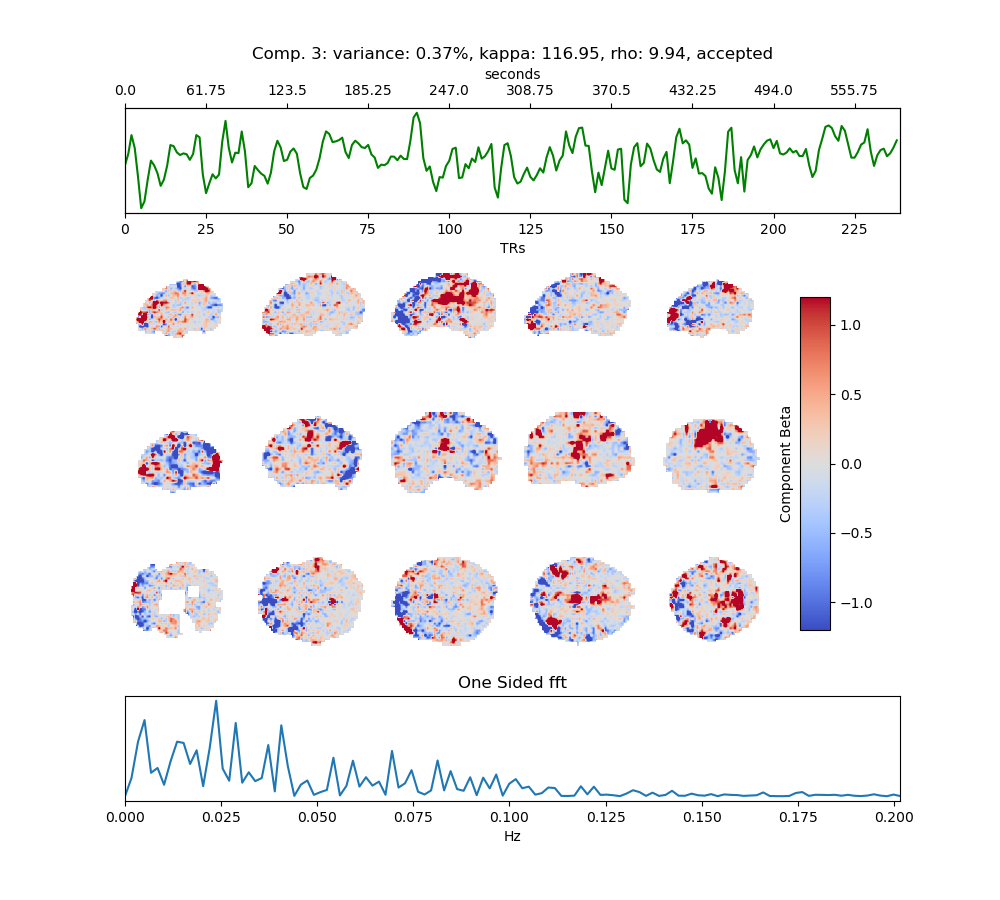 Comp. 3: variance: 0.37%, kappa: 116.95, rho: 9.94, accepted
seconds
0.0 61.75 123.5 185.25 247.0 308.75 370.5 432.25 494.0 555.75
0 25 50 75 100 125 150 175 200 225
TRs
1.0
0.5
0.0
−0.5
−1.0
Component Beta
One Sided fft
0.000 0.025 0.050 0.075 0.100 0.125 0.150 0.175 0.200
Hz